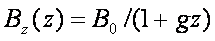 B_z(z) = B_0 /(1 + gz)